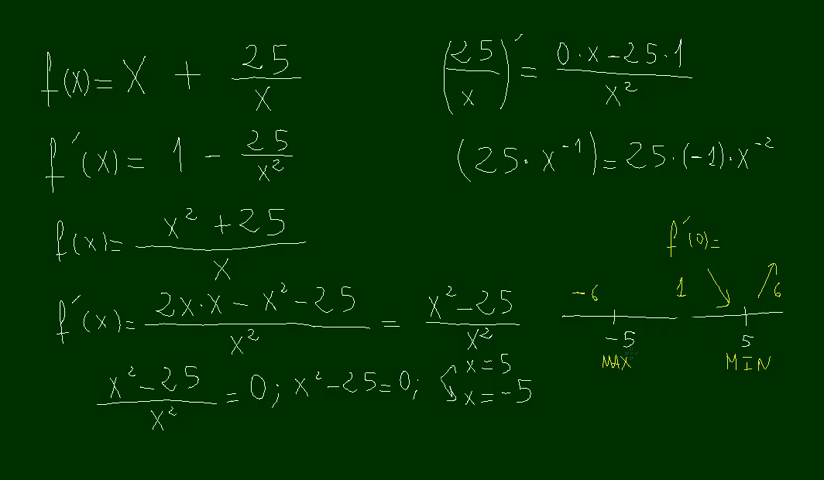 f(x) = x + 25/x
(25/x)′ = (0·x − 25·1)/x²
f′(x) = 1 − 25/x²
(25·x⁻¹) = 25·(−1)·x⁻²
f(x) = (x² + 25)/x
f′(0) =
f′(x) = (2x·x − x² − 25)/x² = (x² − 25)/x²
−6 1 6
−5 5
MAX MIN
(x² − 25)/x² = 0; x² − 25 = 0; x = 5
x = −5